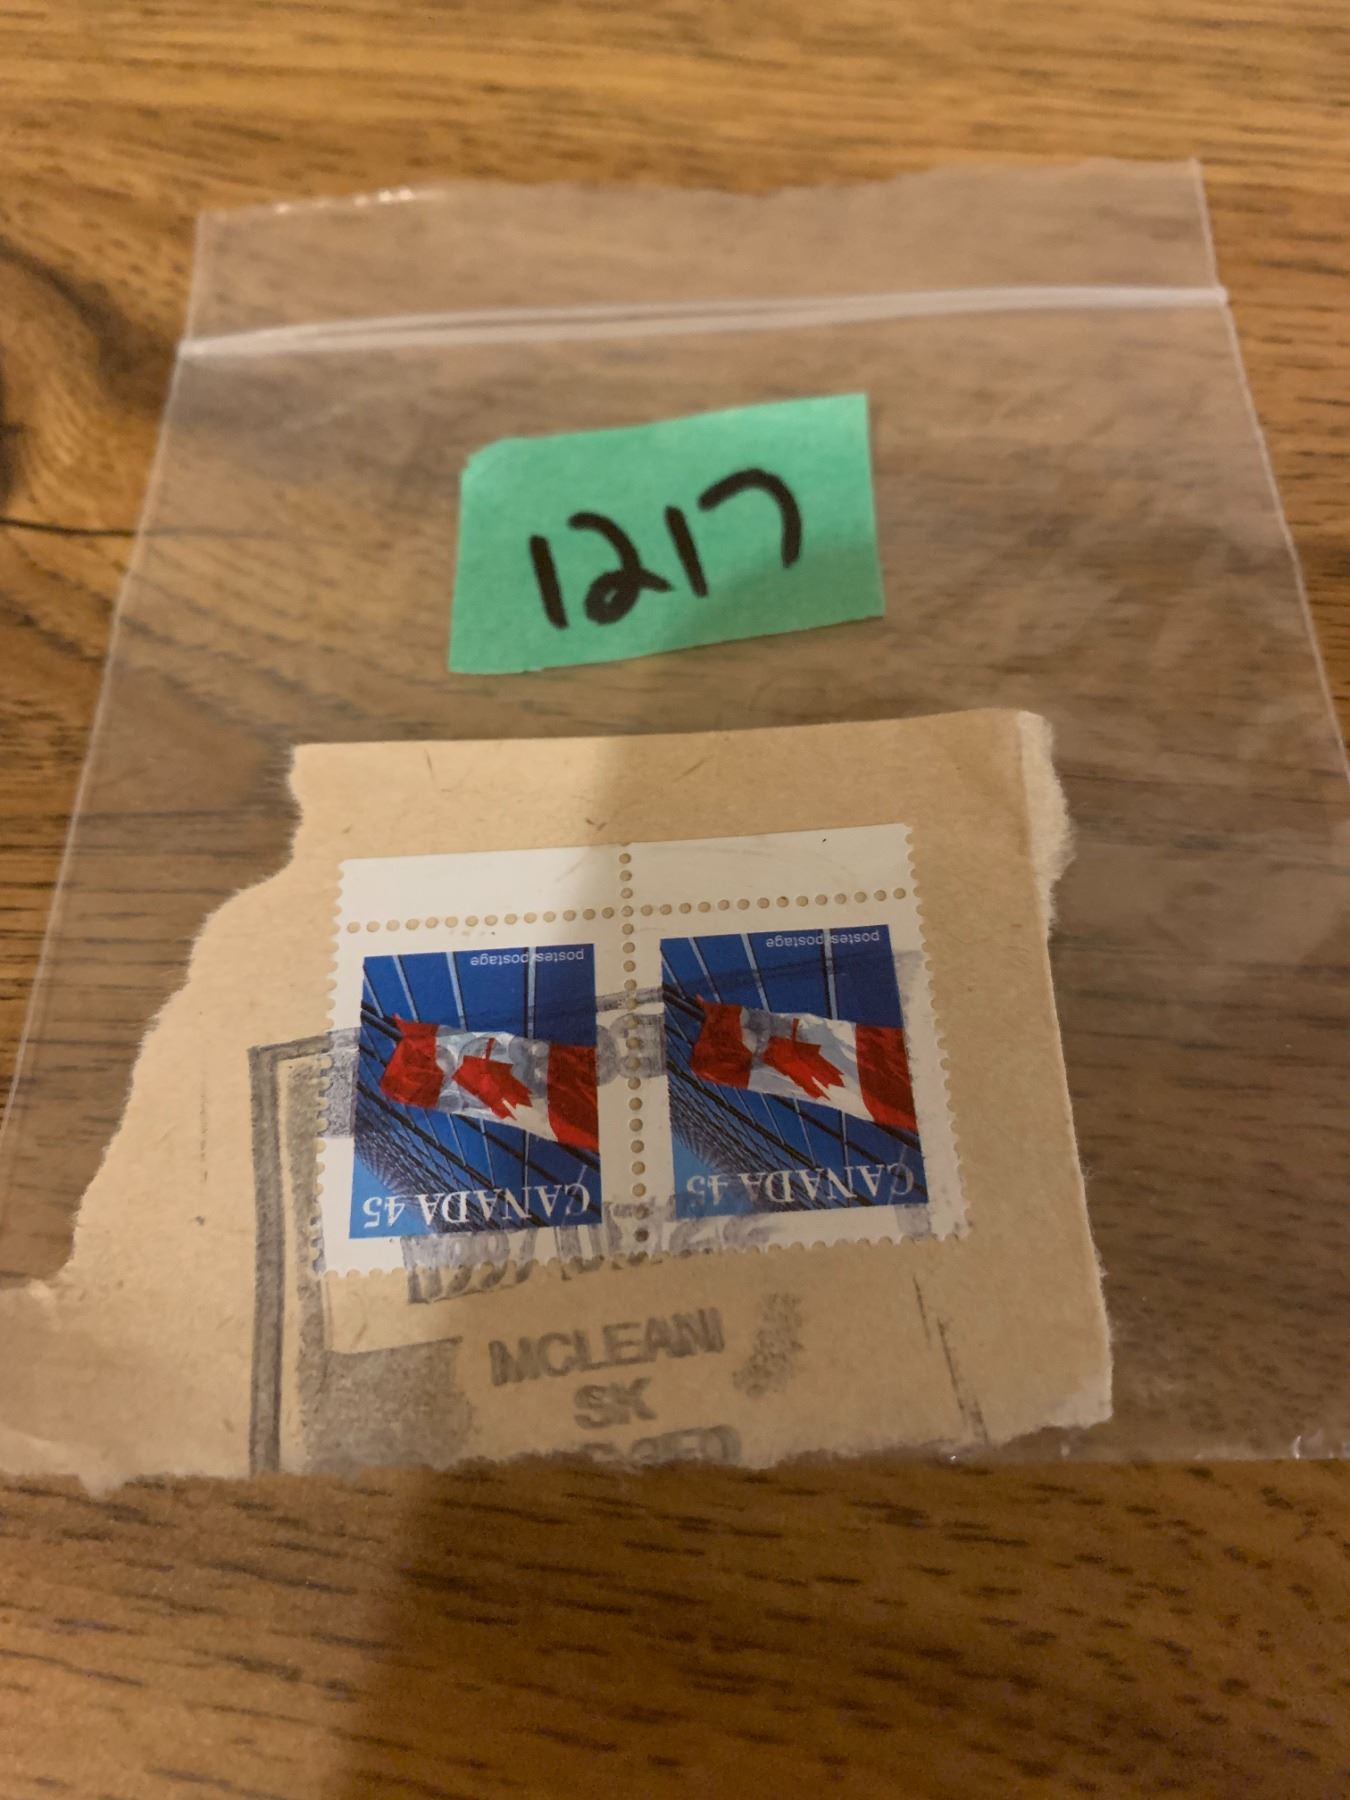 1217
postes/postage
postes/postage
CANADA 45
CANADA 45
MCLEAN
SK